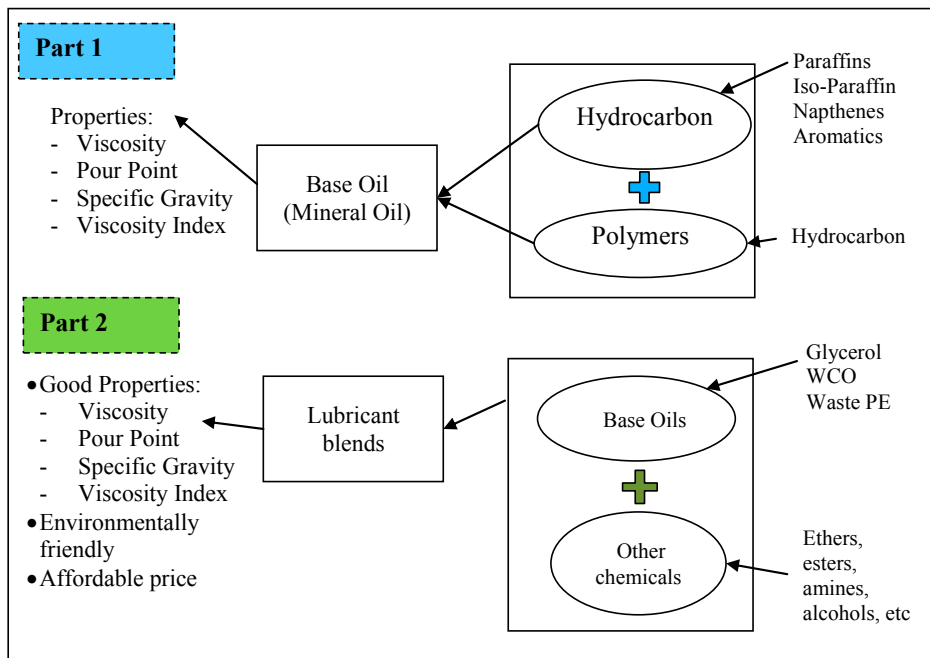 Part 1
Properties:
- Viscosity
- Pour Point
- Specific Gravity
- Viscosity Index
Base Oil
(Mineral Oil)
Hydrocarbon
Polymers
Paraffins
Iso-Paraffin
Napthenes
Aromatics
Hydrocarbon
Part 2
•Good Properties:
- Viscosity
- Pour Point
- Specific Gravity
- Viscosity Index
•Environmentally
friendly
•Affordable price
Lubricant
blends
Base Oils
Other
chemicals
Glycerol
WCO
Waste PE
Ethers,
esters,
amines,
alcohols, etc